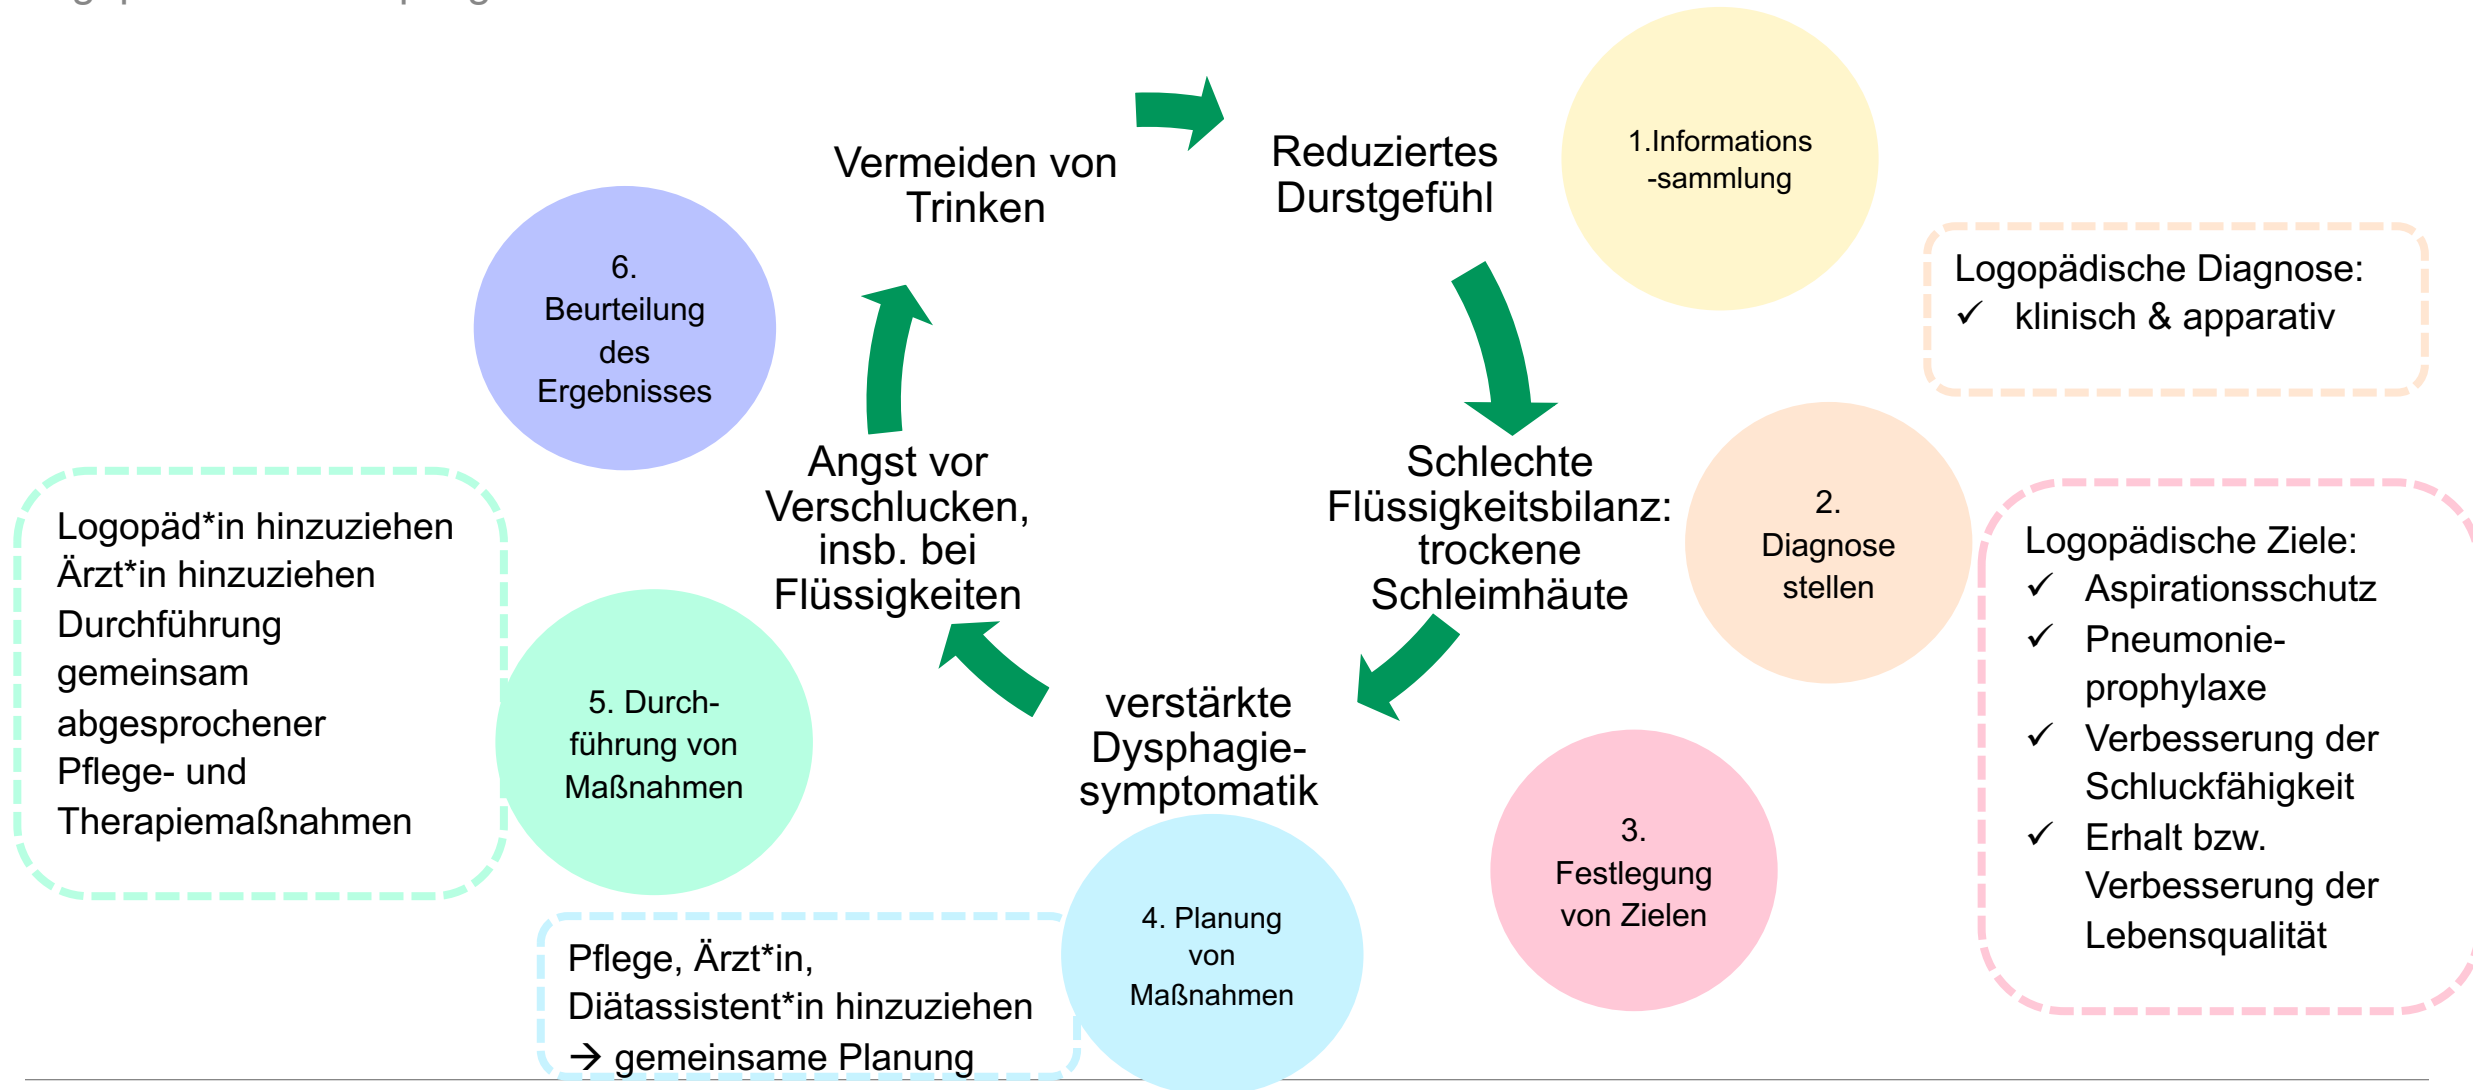 Vermeiden von
Trinken
Reduziertes
Durstgefühl
Schlechte
Flüssigkeitsbilanz:
trockene
Schleimhäute
verstärkte
Dysphagie-
symptomatik
Angst vor
Verschlucken,
insb. bei
Flüssigkeiten
1.Informations
-sammlung
Logopädische Diagnose:
✓ klinisch & apparativ
2.
Diagnose
stellen
Logopädische Ziele:
✓ Aspirationsschutz
✓ Pneumonie-
prophylaxe
✓ Verbesserung der
Schluckfähigkeit
✓ Erhalt bzw.
Verbesserung der
Lebensqualität
3.
Festlegung
von Zielen
4. Planung
von
Maßnahmen
Pflege, Ärzt*in,
Diätassistent*in hinzuziehen
→ gemeinsame Planung
5. Durch-
führung von
Maßnahmen
Logopäd*in hinzuziehen
Ärzt*in hinzuziehen
Durchführung
gemeinsam
abgesprochener
Pflege- und
Therapiemaßnahmen
6.
Beurteilung
des
Ergebnisses